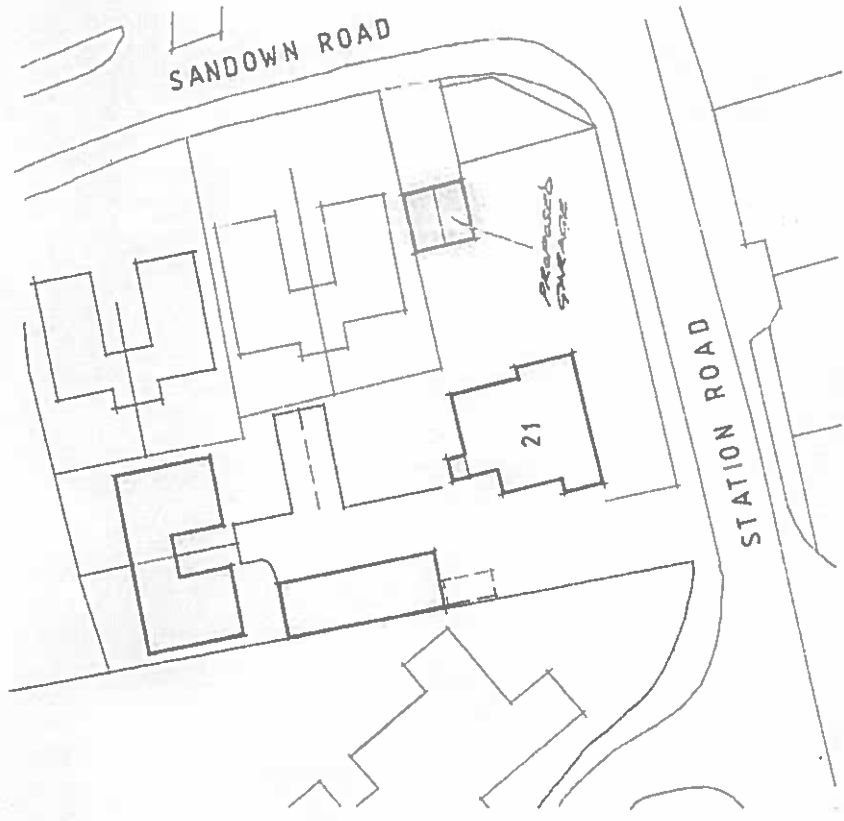 SANDOWN ROAD
PROPOSED
GARAGE
21
STATION ROAD